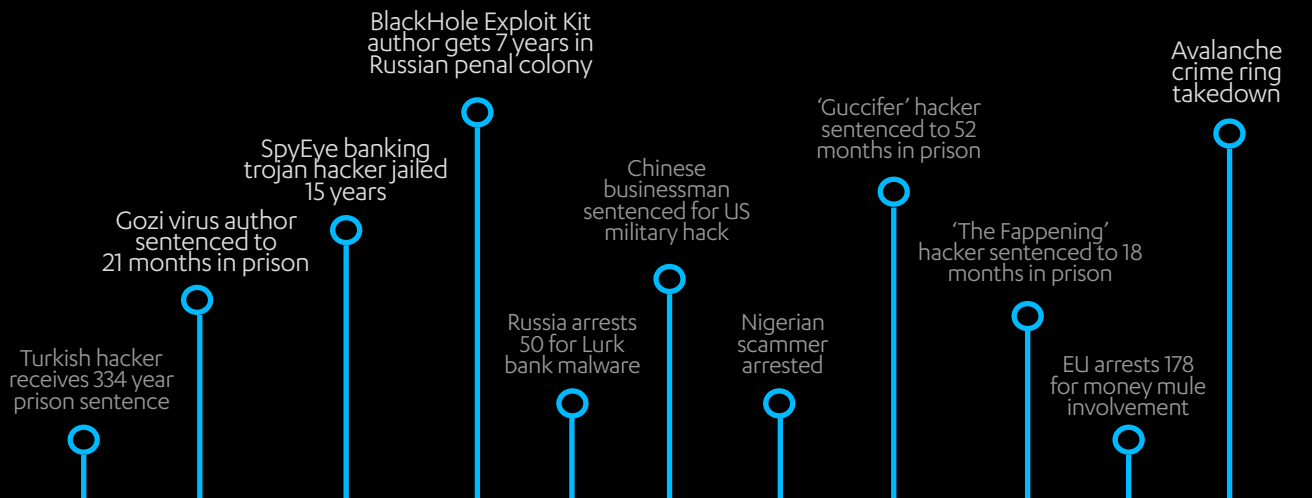 Turkish hacker
receives 334 year
prison sentence
Gozi virus author
sentenced to
21 months in prison
SpyEye banking
trojan hacker jailed
15 years
BlackHole Exploit Kit
author gets 7 years in
Russian penal colony
Russia arrests
50 for Lurk
bank malware
Chinese
businessman
sentenced for US
military hack
Nigerian
scammer
arrested
‘Guccifer’ hacker
sentenced to 52
months in prison
‘The Fappening’
hacker sentenced to 18
months in prison
EU arrests 178
for money mule
involvement
Avalanche
crime ring
takedown